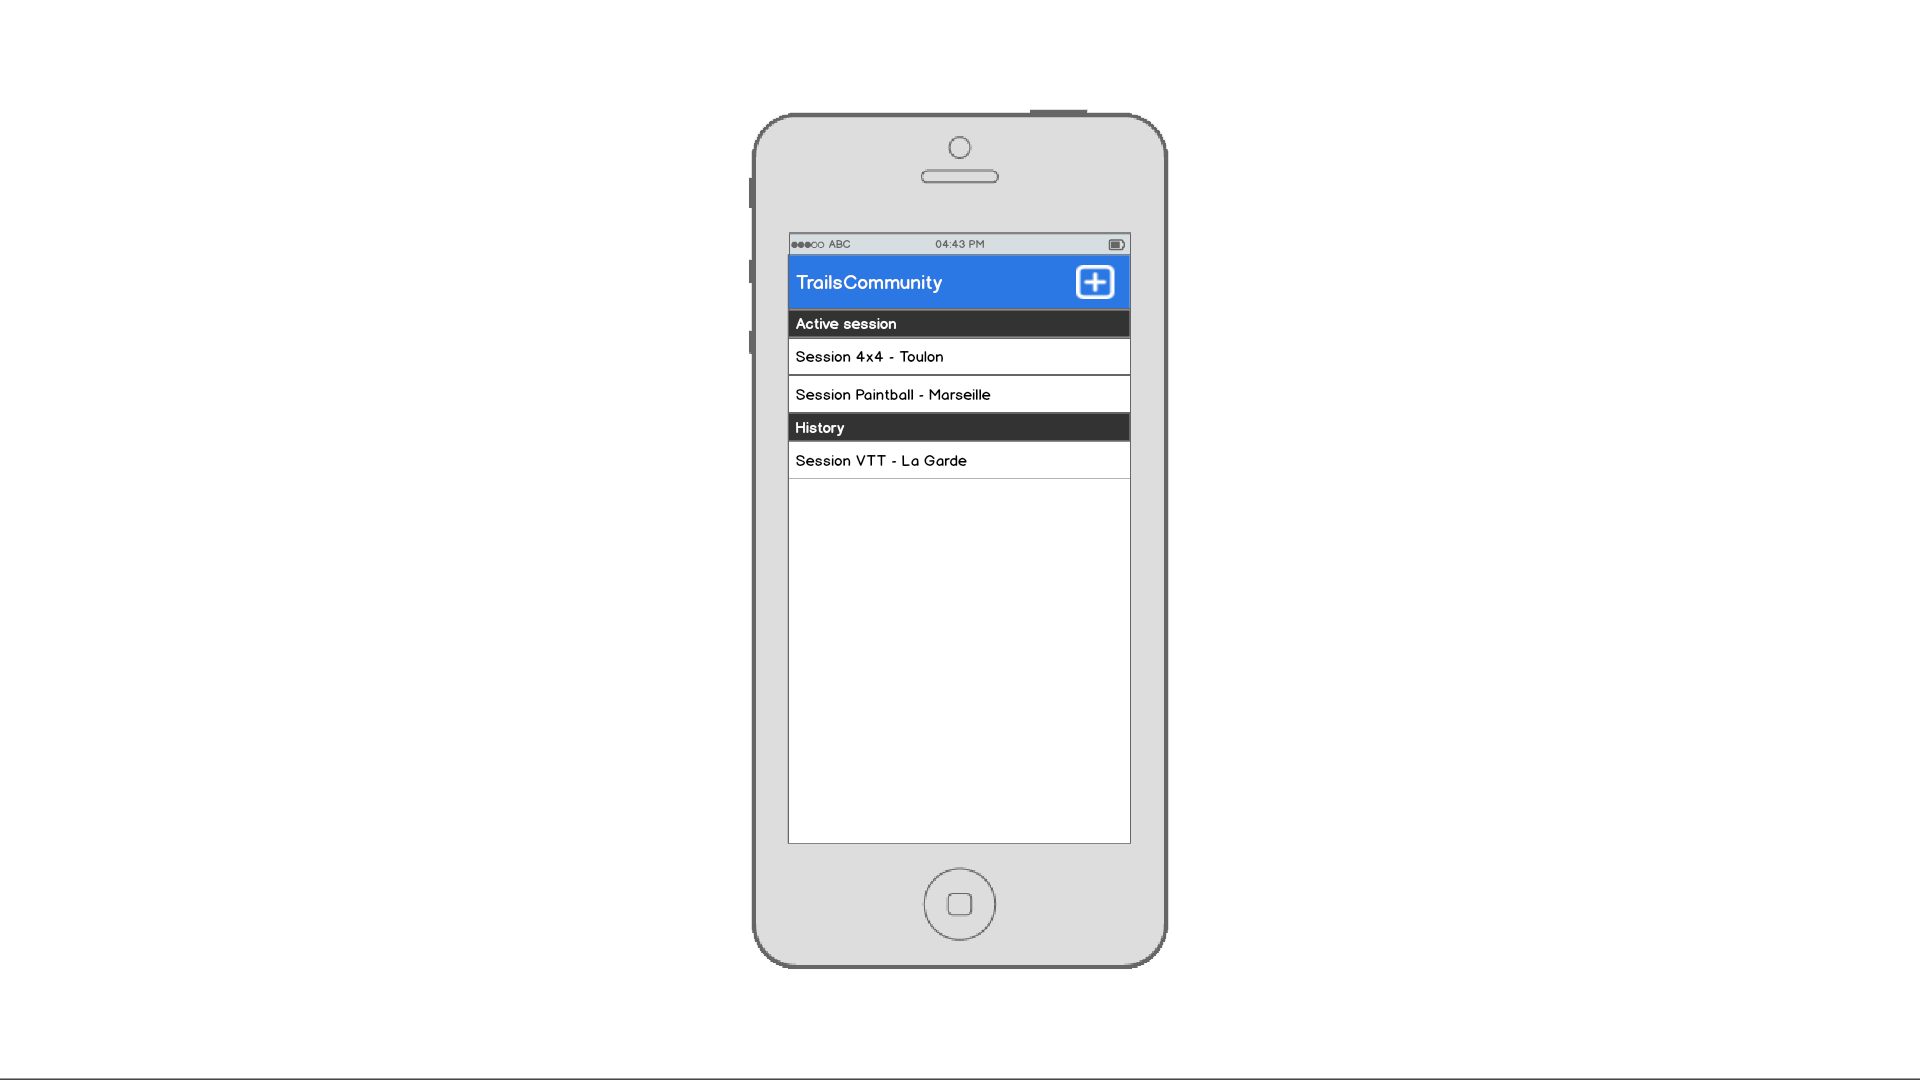 ABC 04:43 PM
TrailsCommunity
Active session
Session 4x4 - Toulon
Session Paintball - Marseille
History
Session VTT - La Garde